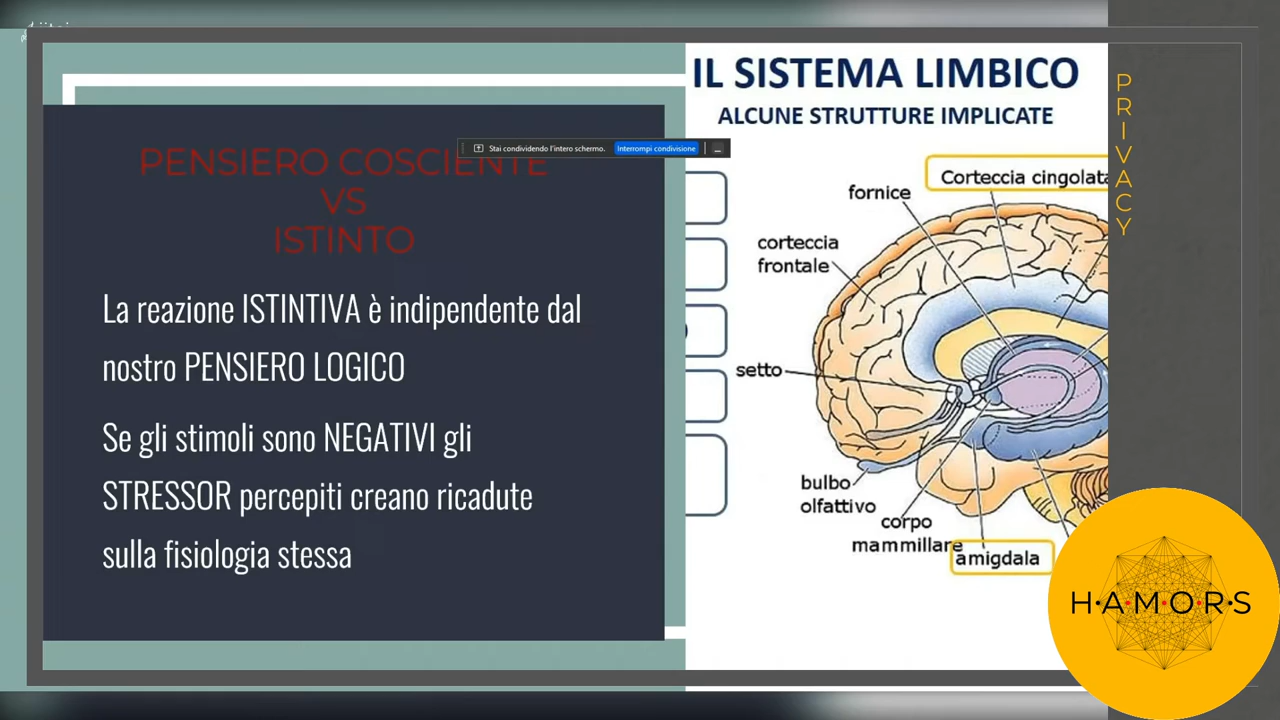 PENSIERO COSCIENTE
VS
ISTINTO
La reazione ISTINTIVA è indipendente dal
nostro PENSIERO LOGICO
Se gli stimoli sono NEGATIVI gli
STRESSOR percepiti creano ricadute
sulla fisiologia stessa
Stai condividendo l'intero schermo.
Interrompi condivisione
IL SISTEMA LIMBICO
ALCUNE STRUTTURE IMPLICATE
Corteccia cingolata
fornice
corteccia
frontale
setto
bulbo
olfattivo
corpo
mammillare
amigdala
PRIVACY
H•A•M•O•R•S